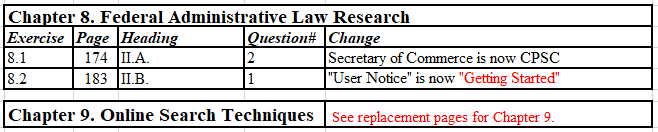 Chapter 8. Federal Administrative Law Research
Exercise Page Heading Question# Change
8.1 174 II.A. 2 Secretary of Commerce is now CPSC
8.2 183 II.B. 1 "User Notice" is now "Getting Started"
Chapter 9. Online Search Techniques See replacement pages for Chapter 9.